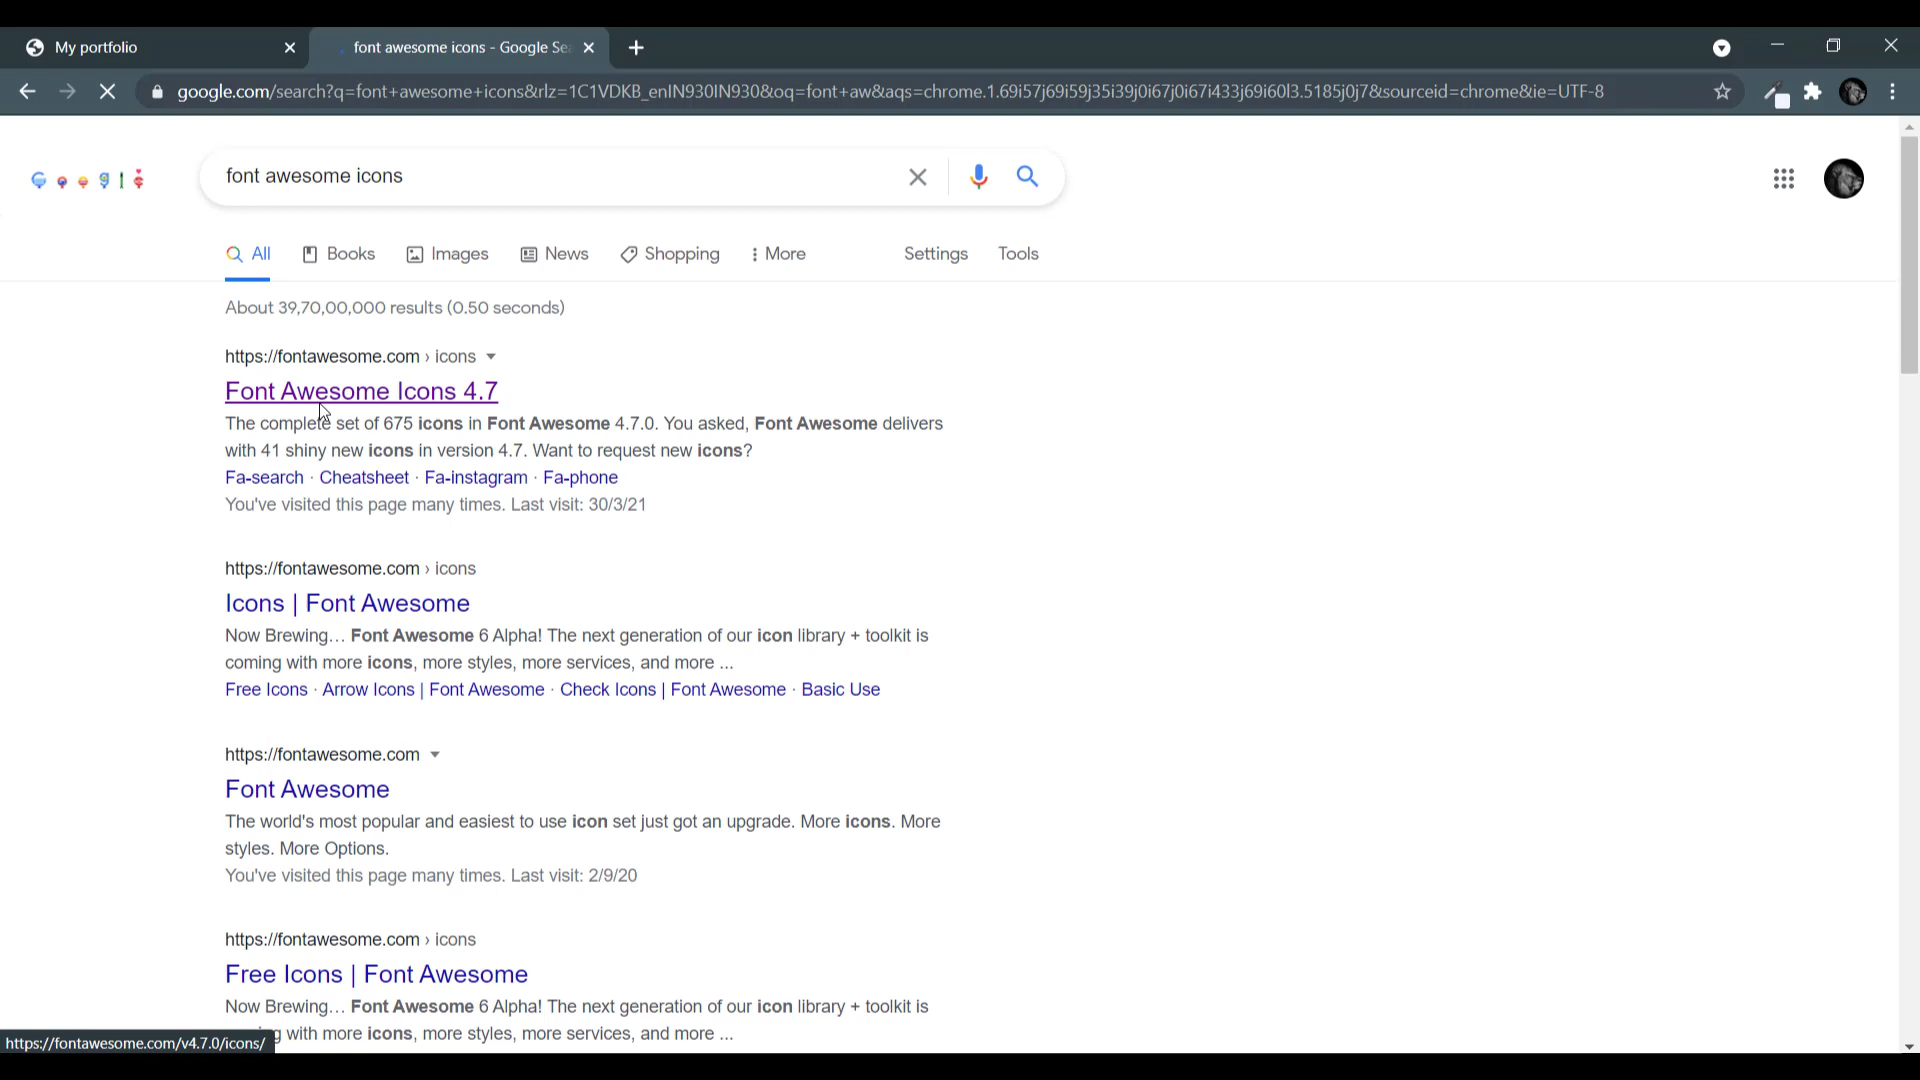 My portfolio
font awesome icons - Google Se
google.com/search?q=font+awesome+icons&rlz=1C1VDKB_enIN930IN930&oq=font+aw&aqs=chrome.1.69i57j69i59j35i39j0i67j0i67i433j69i60l3.5185j0j7&sourceid=chrome&ie=UTF-8
Google
font awesome icons
All Books Images News Shopping More Settings Tools
About 39,70,00,000 results (0.50 seconds)
https://fontawesome.com › icons
Font Awesome Icons 4.7
The complete set of 675 icons in Font Awesome 4.7.0. You asked, Font Awesome delivers
with 41 shiny new icons in version 4.7. Want to request new icons?
Fa-search · Cheatsheet · Fa-instagram · Fa-phone
You've visited this page many times. Last visit: 30/3/21
https://fontawesome.com › icons
Icons | Font Awesome
Now Brewing… Font Awesome 6 Alpha! The next generation of our icon library + toolkit is
coming with more icons, more styles, more services, and more ...
Free Icons · Arrow Icons | Font Awesome · Check Icons | Font Awesome · Basic Use
https://fontawesome.com
Font Awesome
The world's most popular and easiest to use icon set just got an upgrade. More icons. More
styles. More Options.
You've visited this page many times. Last visit: 2/9/20
https://fontawesome.com › icons
Free Icons | Font Awesome
Now Brewing… Font Awesome 6 Alpha! The next generation of our icon library + toolkit is
with more icons, more styles, more services, and more ...
https://fontawesome.com/v4.7.0/icons/